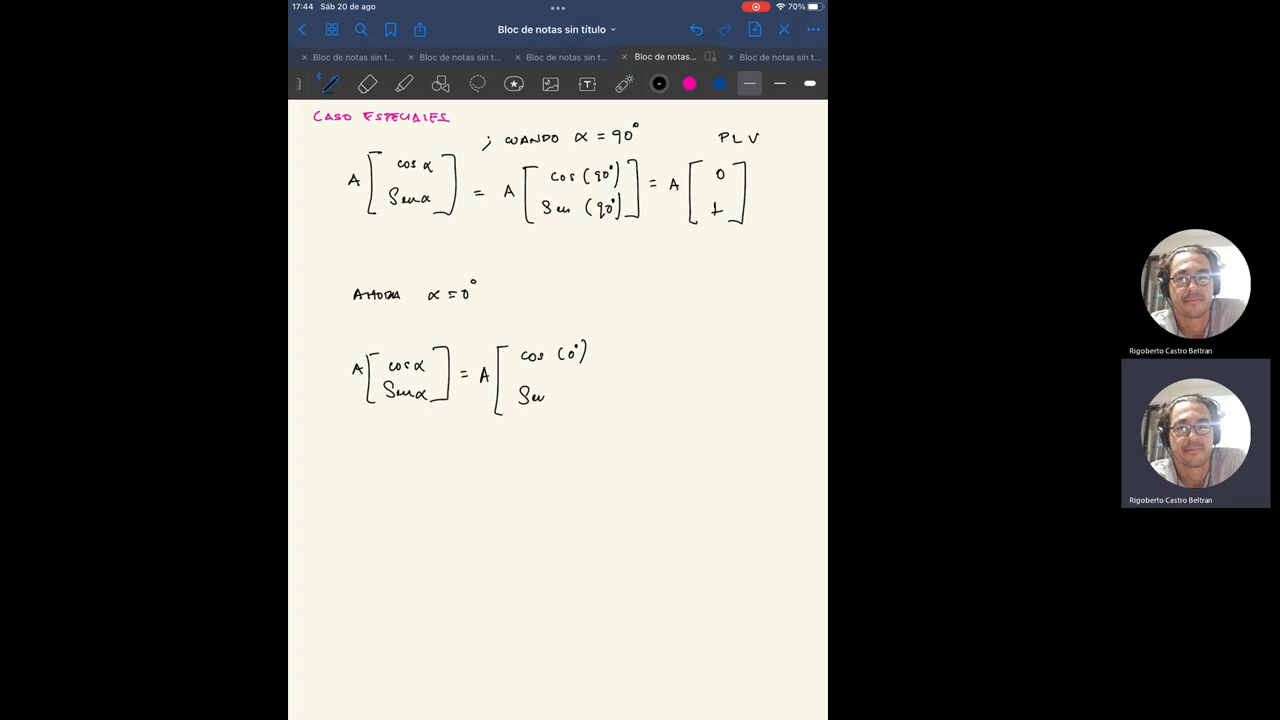 17:44 Sáb 20 de ago
70%
Bloc de notas sin título
Bloc de notas sin t...
Bloc de notas sin t...
Bloc de notas sin t...
Bloc de notas...
Bloc de notas sin t...
CASO ESPECIALES
; CUANDO α = 90° PLV
A [ cos α Sen α ] = A [ cos (90°) Sen (90°) ] = A [ 0 1 ]
AHORA α = 0°
A [ cos α Sen α ] = A [ cos (0°) Sen
Rigoberto Castro Beltran
Rigoberto Castro Beltran